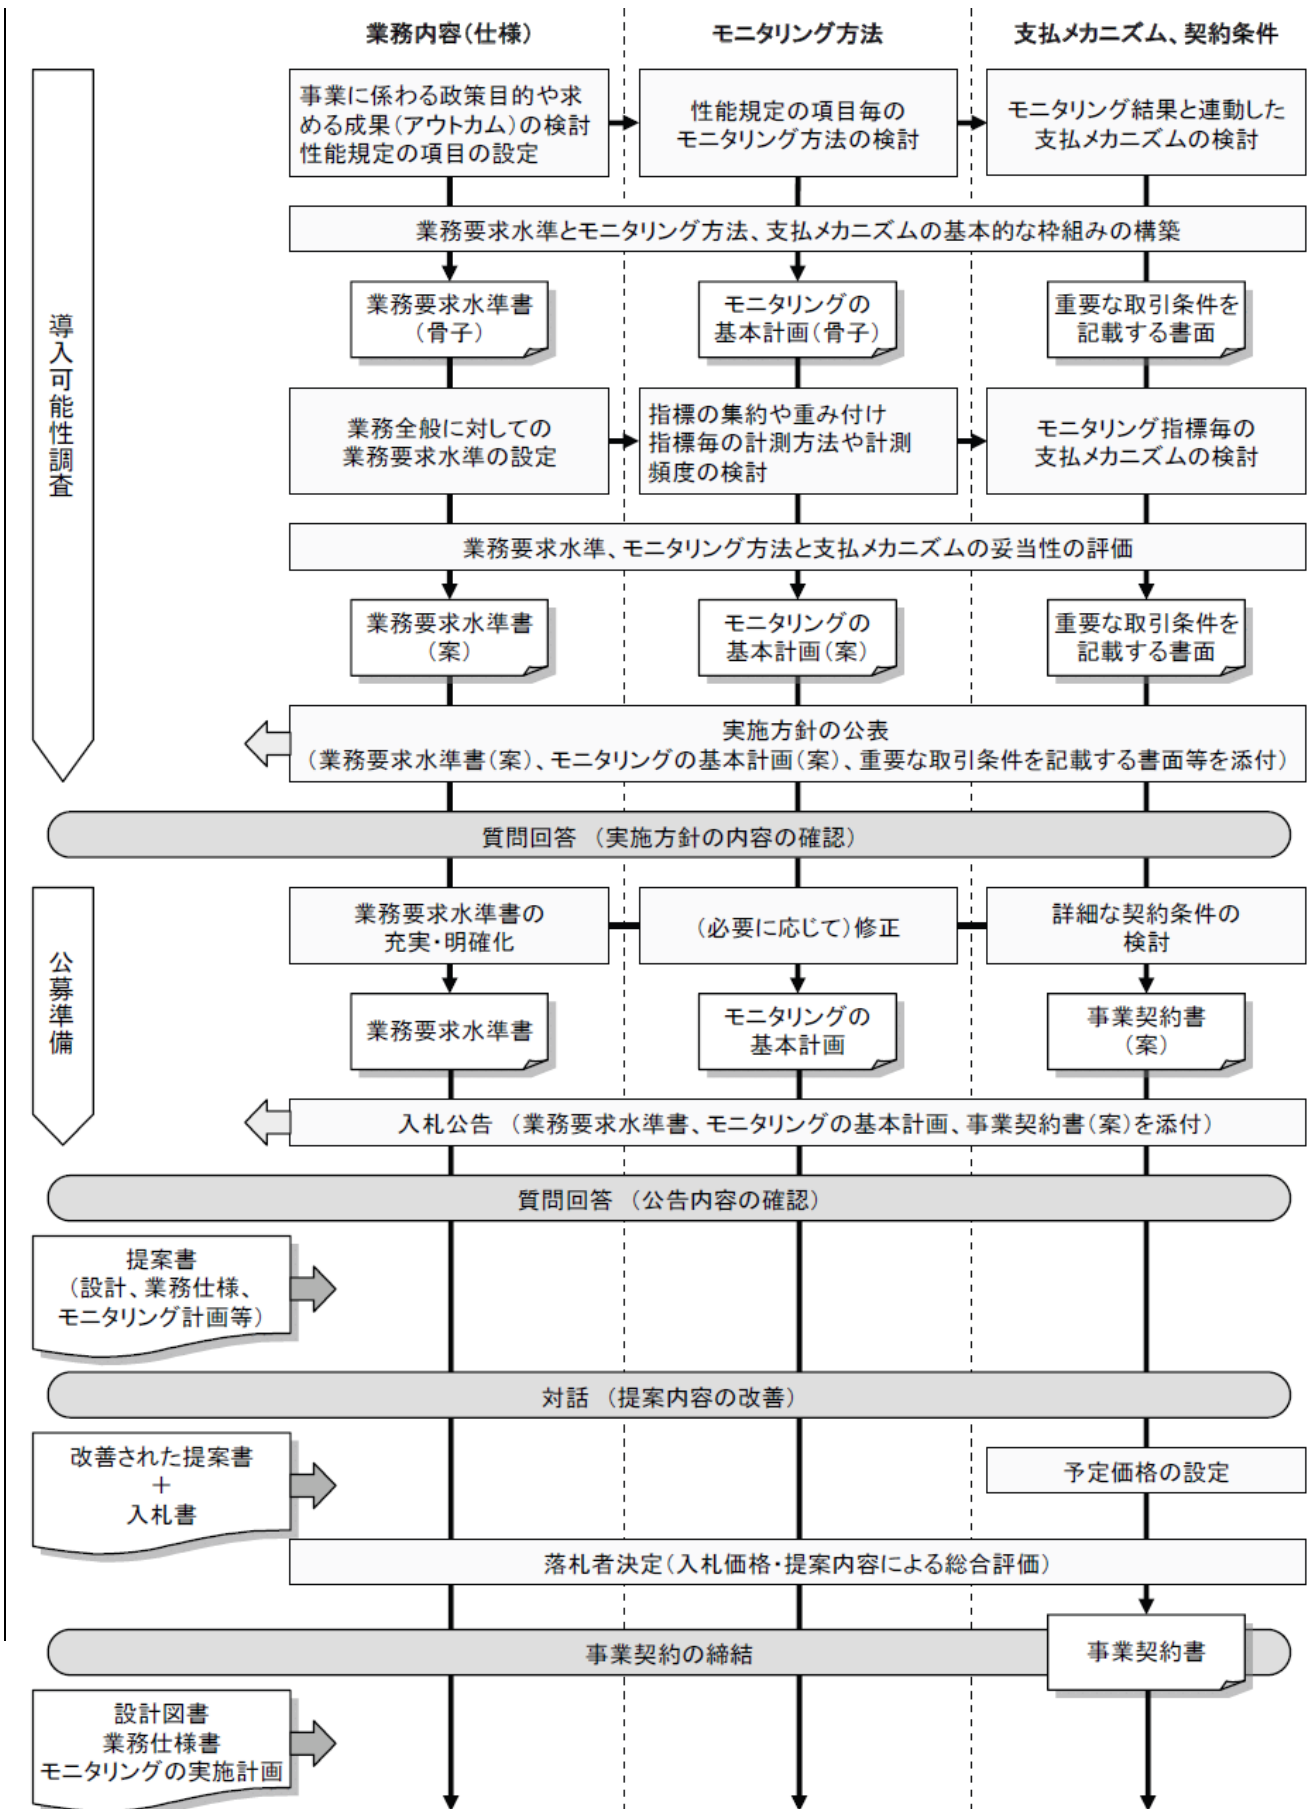 業務内容(仕様)
モニタリング方法
支払メカニズム、契約条件
導入可能性調査
事業に係わる政策目的や求
める成果(アウトカム)の検討
性能規定の項目の設定
性能規定の項目毎の
モニタリング方法の検討
モニタリング結果と連動した
支払メカニズムの検討
業務要求水準とモニタリング方法、支払メカニズムの基本的な枠組みの構築
業務要求水準書
(骨子)
モニタリングの
基本計画(骨子)
重要な取引条件を
記載する書面
業務全般に対しての
業務要求水準の設定
指標の集約や重み付け
指標毎の計測方法や計測
頻度の検討
モニタリング指標毎の
支払メカニズムの検討
業務要求水準、モニタリング方法と支払メカニズムの妥当性の評価
業務要求水準書
(案)
モニタリングの
基本計画(案)
重要な取引条件を
記載する書面
実施方針の公表
(業務要求水準書(案)、モニタリングの基本計画(案)、重要な取引条件を記載する書面等を添付)
質問回答 (実施方針の内容の確認)
公募準備
業務要求水準書の
充実・明確化
(必要に応じて)修正
詳細な契約条件の
検討
業務要求水準書
モニタリングの
基本計画
事業契約書
(案)
入札公告 (業務要求水準書、モニタリングの基本計画、事業契約書(案)を添付)
質問回答 (公告内容の確認)
提案書
(設計、業務仕様、
モニタリング計画等)
対話 (提案内容の改善)
改善された提案書
+
入札書
予定価格の設定
落札者決定(入札価格・提案内容による総合評価)
事業契約の締結
事業契約書
設計図書
業務仕様書
モニタリングの実施計画